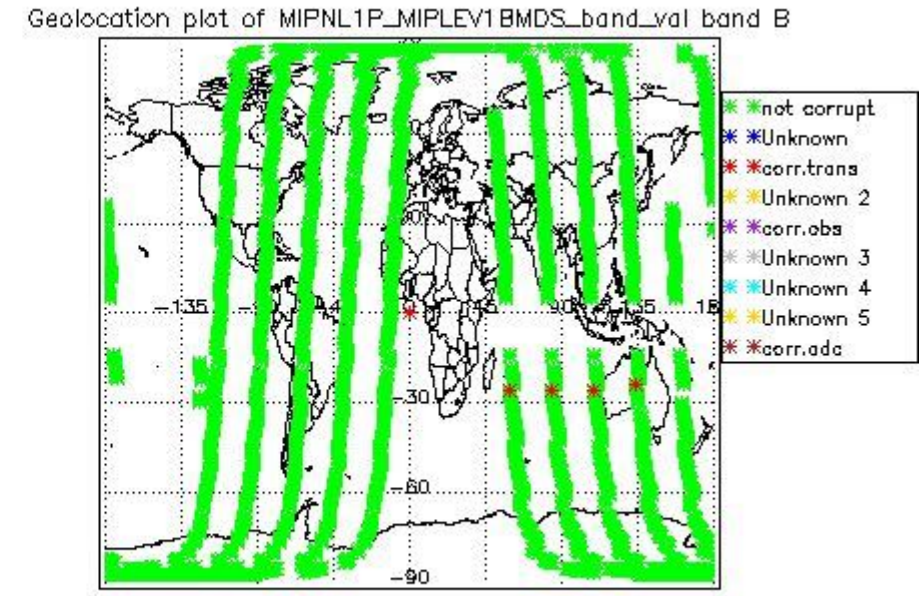 Geolocation plot of MIPNL1P_MIPLEV1BMDS_band_val band B
not corrupt
Unknown
corr.trans
Unknown 2
corr.obs
Unknown 3
Unknown 4
Unknown 5
corr.adc
-135
90
-30
-60
-90